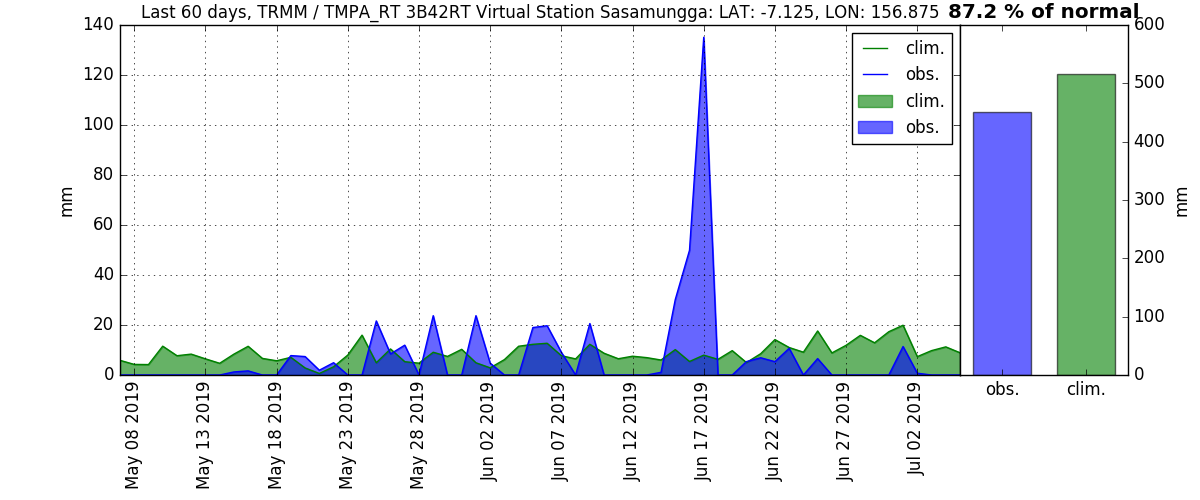 Last 60 days, TRMM / TMPA_RT 3B42RT Virtual Station Sasamungga: LAT: -7.125, LON: 156.875 87.2 % of normal
140
120
100
80
60
40
20
0
mm
clim.
obs.
clim.
obs.
May 08 2019
May 13 2019
May 18 2019
May 23 2019
May 28 2019
Jun 02 2019
Jun 07 2019
Jun 12 2019
Jun 17 2019
Jun 22 2019
Jun 27 2019
Jul 02 2019
600
500
400
300
200
100
0
mm
obs.
clim.